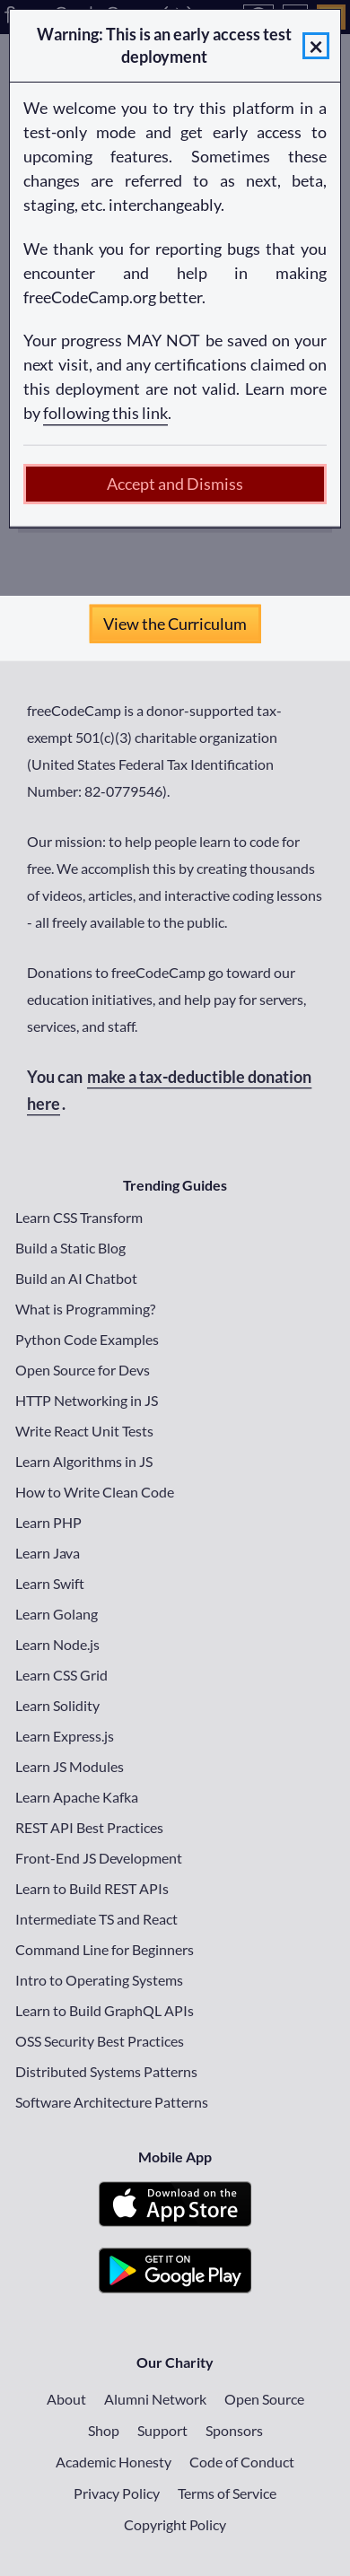 Warning: This is an early access test
deployment
×
We welcome you to try this platform in a
test-only mode and get early access to
upcoming features. Sometimes these
changes are referred to as next, beta,
staging, etc. interchangeably.
We thank you for reporting bugs that you
encounter and help in making
freeCodeCamp.org better.
Your progress MAY NOT be saved on your
next visit, and any certifications claimed on
this deployment are not valid. Learn more
by following this link.
Accept and Dismiss
View the Curriculum
freeCodeCamp is a donor-supported tax-
exempt 501(c)(3) charitable organization
(United States Federal Tax Identification
Number: 82-0779546).
Our mission: to help people learn to code for
free. We accomplish this by creating thousands
of videos, articles, and interactive coding lessons
- all freely available to the public.
Donations to freeCodeCamp go toward our
education initiatives, and help pay for servers,
services, and staff.
You can make a tax-deductible donation
here.
Trending Guides
Learn CSS Transform
Build a Static Blog
Build an AI Chatbot
What is Programming?
Python Code Examples
Open Source for Devs
HTTP Networking in JS
Write React Unit Tests
Learn Algorithms in JS
How to Write Clean Code
Learn PHP
Learn Java
Learn Swift
Learn Golang
Learn Node.js
Learn CSS Grid
Learn Solidity
Learn Express.js
Learn JS Modules
Learn Apache Kafka
REST API Best Practices
Front-End JS Development
Learn to Build REST APIs
Intermediate TS and React
Command Line for Beginners
Intro to Operating Systems
Learn to Build GraphQL APIs
OSS Security Best Practices
Distributed Systems Patterns
Software Architecture Patterns
Mobile App
Download on the
App Store
GET IT ON
Google Play
Our Charity
About Alumni Network Open Source
Shop Support Sponsors
Academic Honesty Code of Conduct
Privacy Policy Terms of Service
Copyright Policy